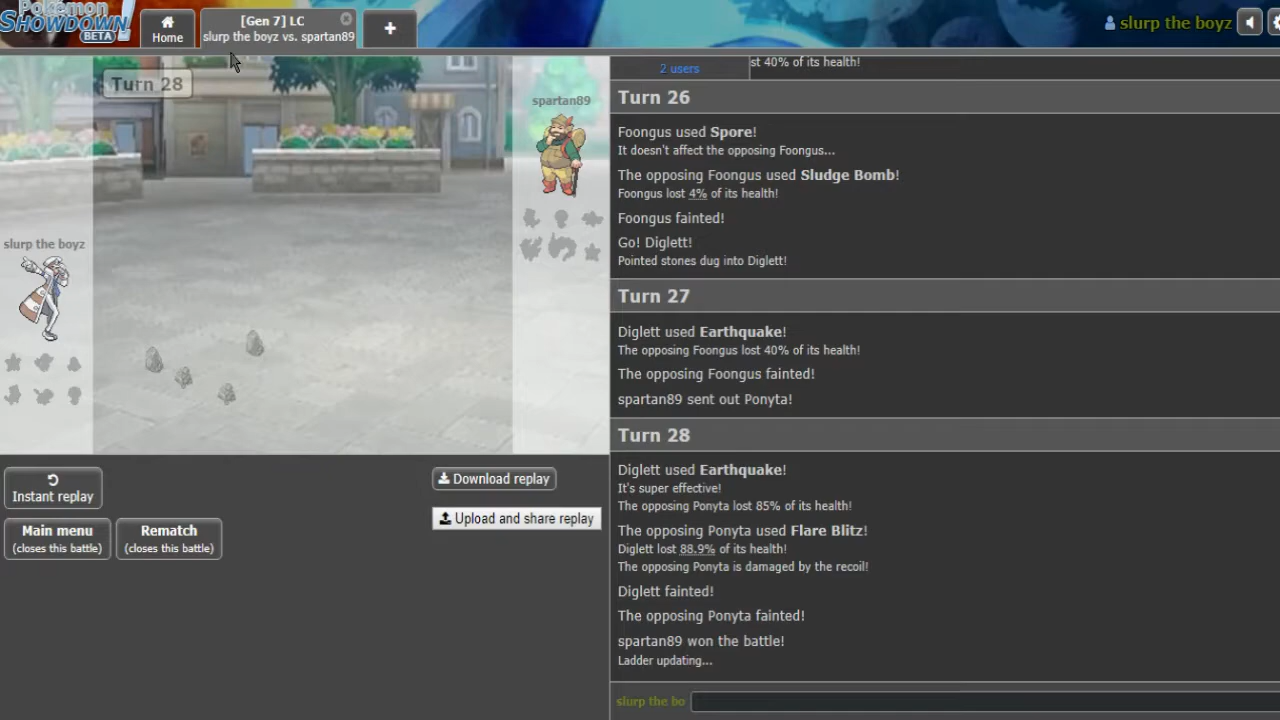 Pokémon
SHOWDOWN!
BETA
Home
[Gen 7] LC
slurp the boyz vs. spartan89
+
slurp the boyz
Turn 28
spartan89
slurp the boyz
Instant replay
Download replay
Upload and share replay
Main menu
(closes this battle)
Rematch
(closes this battle)
2 users
st 40% of its health!
Turn 26
Foongus used Spore!
It doesn't affect the opposing Foongus...
The opposing Foongus used Sludge Bomb!
Foongus lost 4% of its health!
Foongus fainted!
Go! Diglett!
Pointed stones dug into Diglett!
Turn 27
Diglett used Earthquake!
The opposing Foongus lost 40% of its health!
The opposing Foongus fainted!
spartan89 sent out Ponyta!
Turn 28
Diglett used Earthquake!
It's super effective!
The opposing Ponyta lost 85% of its health!
The opposing Ponyta used Flare Blitz!
Diglett lost 88.9% of its health!
The opposing Ponyta is damaged by the recoil!
Diglett fainted!
The opposing Ponyta fainted!
spartan89 won the battle!
Ladder updating...
slurp the bo